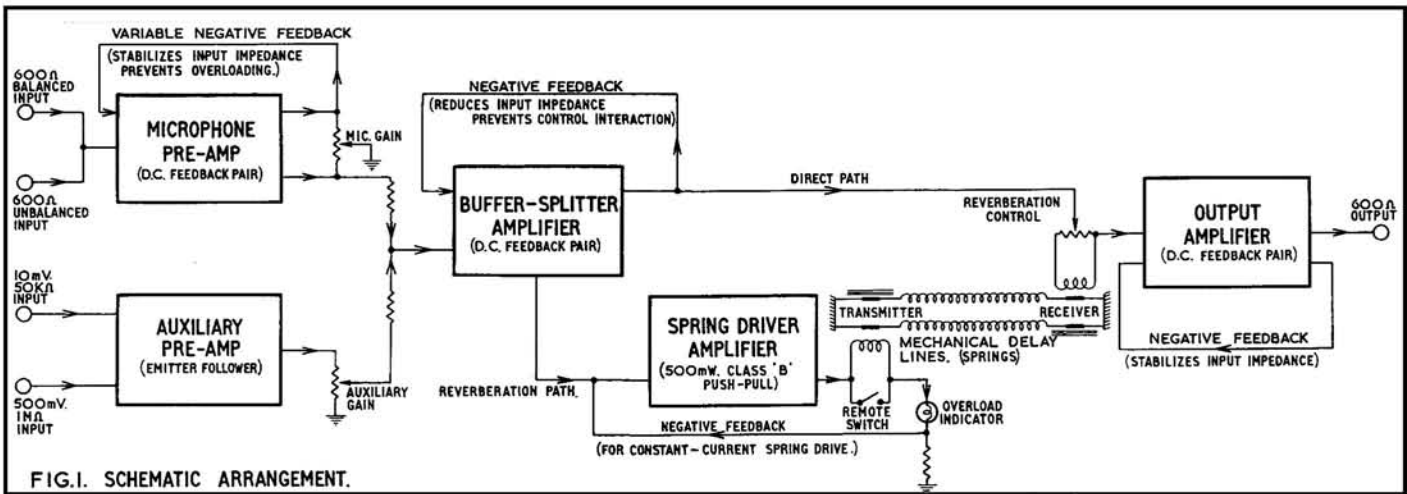 VARIABLE NEGATIVE FEEDBACK
(STABILIZES INPUT IMPEDANCE
PREVENTS OVERLOADING.)
600Ω
BALANCED
INPUT
MICROPHONE
PRE-AMP
(D.C. FEEDBACK PAIR)
MIC. GAIN
600Ω
UNBALANCED
INPUT
10mV.
50KΩ
INPUT
AUXILIARY
PRE-AMP
(EMITTER FOLLOWER)
AUXILIARY
GAIN
500mV.
1MΩ
INPUT
NEGATIVE FEEDBACK
(REDUCES INPUT IMPEDANCE
PREVENTS CONTROL INTERACTION)
BUFFER-SPLITTER
AMPLIFIER
(D.C. FEEDBACK PAIR)
DIRECT PATH
REVERBERATION
CONTROL
REVERBERATION PATH.
SPRING DRIVER
AMPLIFIER
(500mW. CLASS 'B'
PUSH-PULL)
TRANSMITTER
RECEIVER
MECHANICAL DELAY
LINES. (SPRINGS)
REMOTE
SWITCH
OVERLOAD
INDICATOR
NEGATIVE FEEDBACK
(FOR CONSTANT-CURRENT SPRING DRIVE.)
OUTPUT
AMPLIFIER
(D.C. FEEDBACK PAIR)
600Ω
OUTPUT
NEGATIVE FEEDBACK
(STABILIZES INPUT IMPEDANCE)
FIG.1. SCHEMATIC ARRANGEMENT.